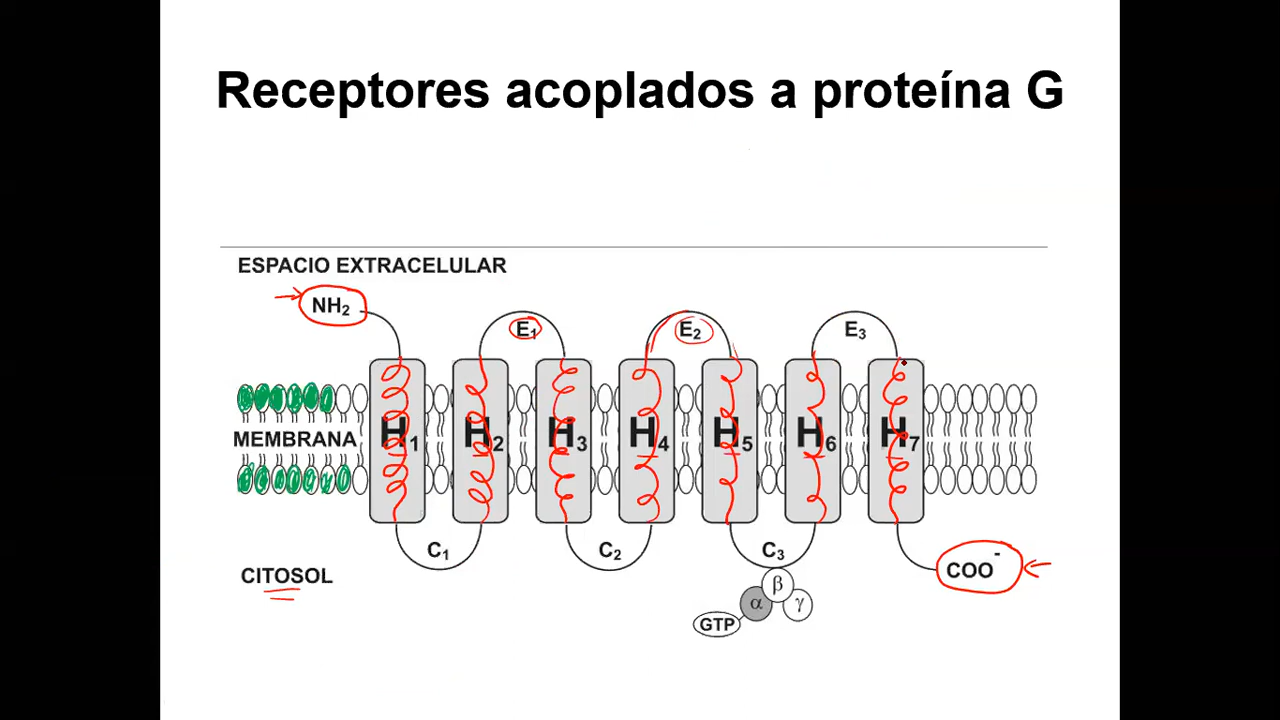 Receptores acoplados a proteína G
ESPACIO EXTRACELULAR
NH₂
E₁ E₂ E₃
MEMBRANA H₁ H₂ H₃ H₄ H₅ H₆ H₇
C₁ C₂ C₃
CITOSOL COO⁻
β
α γ
GTP